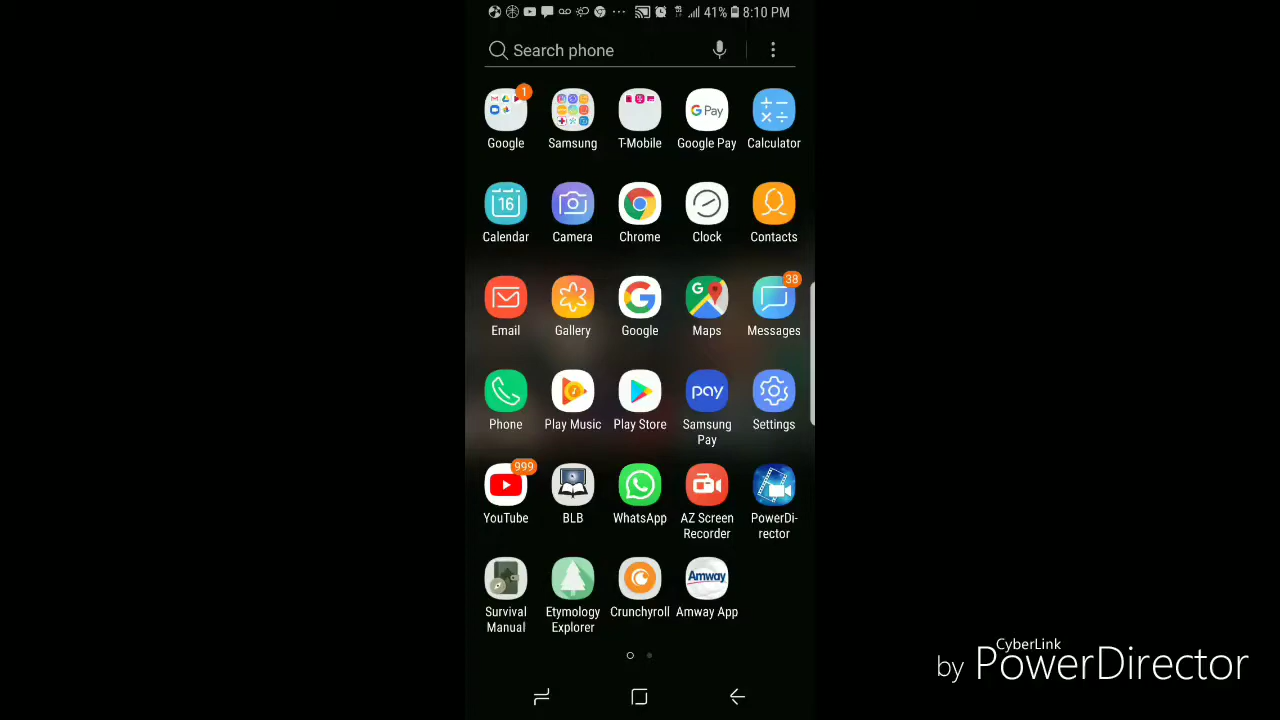 41% 8:10 PM
Search phone
1
Google Samsung T-Mobile Google Pay Calculator
G Pay
16
Calendar Camera Chrome Clock Contacts
38
Email Gallery Google Maps Messages
pay
Phone Play Music Play Store Samsung Pay Settings
999
YouTube BLB WhatsApp AZ Screen Recorder PowerDi-rector
Amway
Survival Manual Etymology Explorer Crunchyroll Amway App
CyberLink
by PowerDirector